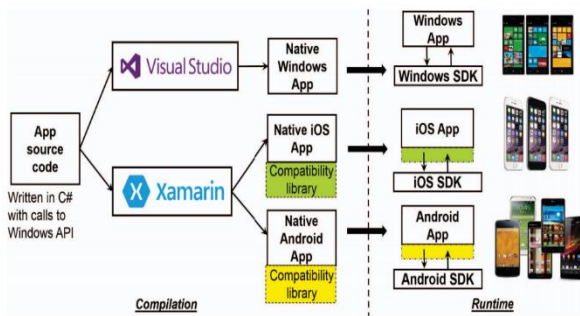 App
source
code
Written in C#
with calls to
Windows API
Visual Studio
Xamarin
Native
Windows
App
Native iOS
App
Compatibility
library
Native
Android
App
Compatibility
library
Compilation
Windows
App
Windows SDK
iOS App
iOS SDK
Android
App
Android SDK
Runtime